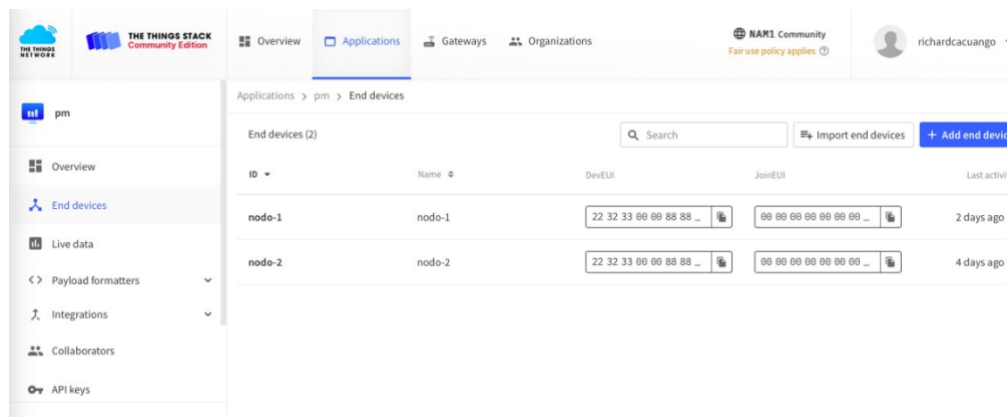 THE THINGS NETWORK
THE THINGS STACK
Community Edition
Overview
Applications
Gateways
Organizations
NAM1 Community
Fair use policy applies
richardcacuango
pm
Overview
End devices
Live data
Payload formatters
Integrations
Collaborators
API keys
Applications > pm > End devices
End devices (2)
Search
Import end devices
+ Add end devic
ID Name DevEUI JoinEUI Last activi
nodo-1 nodo-1 22 32 33 00 00 88 88 … 00 00 00 00 00 00 00 … 2 days ago
nodo-2 nodo-2 22 32 33 00 00 88 88 … 00 00 00 00 00 00 00 … 4 days ago